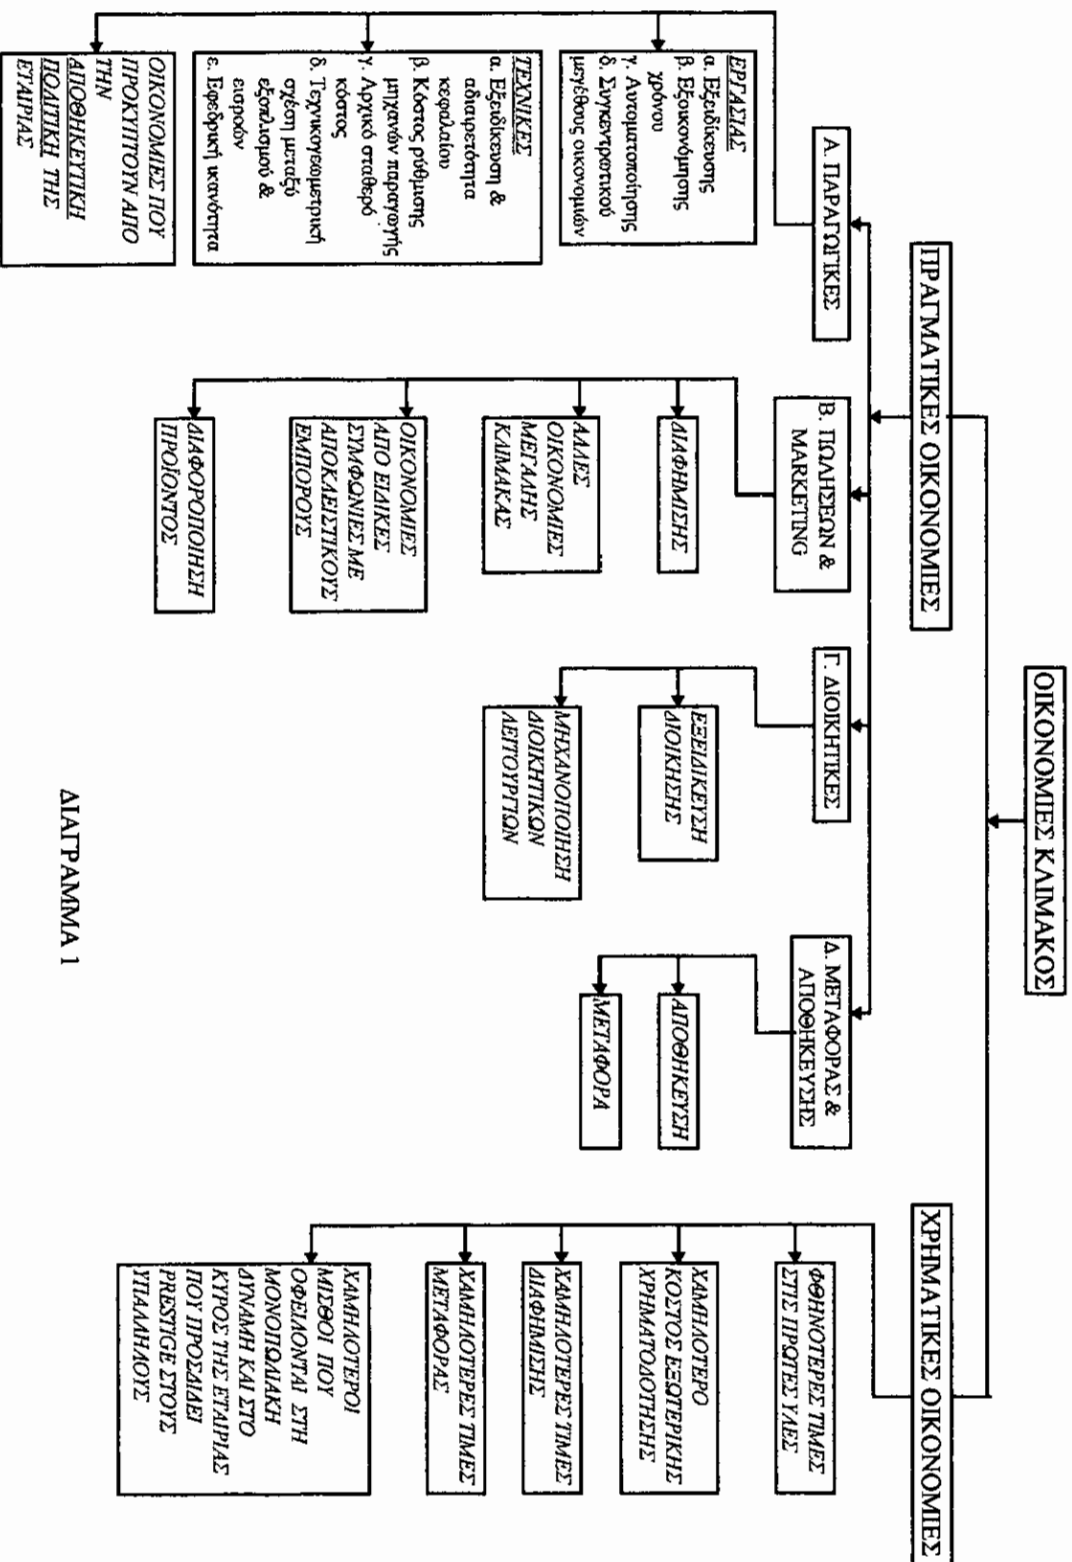 ΟΙΚΟΝΟΜΙΕΣ ΚΛΙΜΑΚΟΣ
ΠΡΑΓΜΑΤΙΚΕΣ ΟΙΚΟΝΟΜΙΕΣ
ΧΡΗΜΑΤΙΚΕΣ ΟΙΚΟΝΟΜΙΕΣ
Α. ΠΑΡΑΓΩΓΙΚΕΣ
Β. ΠΩΛΗΣΕΩΝ &
MARKETING
Γ. ΔΙΟΙΚΗΤΙΚΕΣ
Δ. ΜΕΤΑΦΟΡΑΣ &
ΑΠΟΘΗΚΕΥΣΗΣ
ΕΡΓΑΣΙΑΣ
α. Εξειδίκευσης
β. Εξοικονόμησης
χρόνου
γ. Αυτοματοποίησης
δ. Συγκεντρωτικού
μεγέθους οικονομιών
ΤΕΧΝΙΚΕΣ
α. Εξειδίκευση &
αδιαιρετότητα
κεφαλαίου
β. Κόστος ρύθμισης
μηχανών παραγωγής
γ. Αρχικό σταθερό
κόστος
δ. Τεχνικογεωμετρική
σχέση μεταξύ
εξοπλισμού &
εισροών
ε. Εφεδρική ικανότητα
ΟΙΚΟΝΟΜΙΕΣ ΠΟΥ
ΠΡΟΚΥΠΤΟΥΝ ΑΠΟ
ΤΗΝ
ΑΠΟΘΗΚΕΥΤΙΚΗ
ΠΟΛΙΤΙΚΗ ΤΗΣ
ΕΤΑΙΡΙΑΣ
ΔΙΑΦΗΜΙΣΗΣ
ΑΛΛΕΣ
ΟΙΚΟΝΟΜΙΕΣ
ΜΕΓΑΛΗΣ
ΚΛΙΜΑΚΑΣ
ΟΙΚΟΝΟΜΙΕΣ
ΑΠΟ ΕΙΔΙΚΕΣ
ΣΥΜΦΩΝΙΕΣ ΜΕ
ΑΠΟΚΛΕΙΣΤΙΚΟΥΣ
ΕΜΠΟΡΟΥΣ
ΔΙΑΦΟΡΟΠΟΙΗΣΗ
ΠΡΟΪΟΝΤΟΣ
ΕΞΕΙΔΙΚΕΥΣΗ
ΔΙΟΙΚΗΣΗΣ
ΜΗΧΑΝΟΠΟΙΗΣΗ
ΔΙΟΙΚΗΤΙΚΩΝ
ΛΕΙΤΟΥΡΓΙΩΝ
ΑΠΟΘΗΚΕΥΣΗ
ΜΕΤΑΦΟΡΑ
ΦΘΗΝΟΤΕΡΕΣ ΤΙΜΕΣ
ΣΤΙΣ ΠΡΩΤΕΣ ΥΛΕΣ
ΧΑΜΗΛΟΤΕΡΟ
ΚΟΣΤΟΣ ΕΞΩΤΕΡΙΚΗΣ
ΧΡΗΜΑΤΟΔΟΤΗΣΗΣ
ΧΑΜΗΛΟΤΕΡΕΣ ΤΙΜΕΣ
ΔΙΑΦΗΜΙΣΗΣ
ΧΑΜΗΛΟΤΕΡΕΣ ΤΙΜΕΣ
ΜΕΤΑΦΟΡΑΣ
ΧΑΜΗΛΟΤΕΡΟΙ
ΜΙΣΘΟΙ ΠΟΥ
ΟΦΕΙΛΟΝΤΑΙ ΣΤΗ
ΜΟΝΟΠΩΛΙΑΚΗ
ΔΥΝΑΜΗ ΚΑΙ ΣΤΟ
ΚΥΡΟΣ ΤΗΣ ΕΤΑΙΡΙΑΣ
ΠΟΥ ΠΡΟΣΔΙΔΕΙ
PRESTIGE ΣΤΟΥΣ
ΥΠΑΛΛΗΛΟΥΣ
ΔΙΑΓΡΑΜΜΑ 1